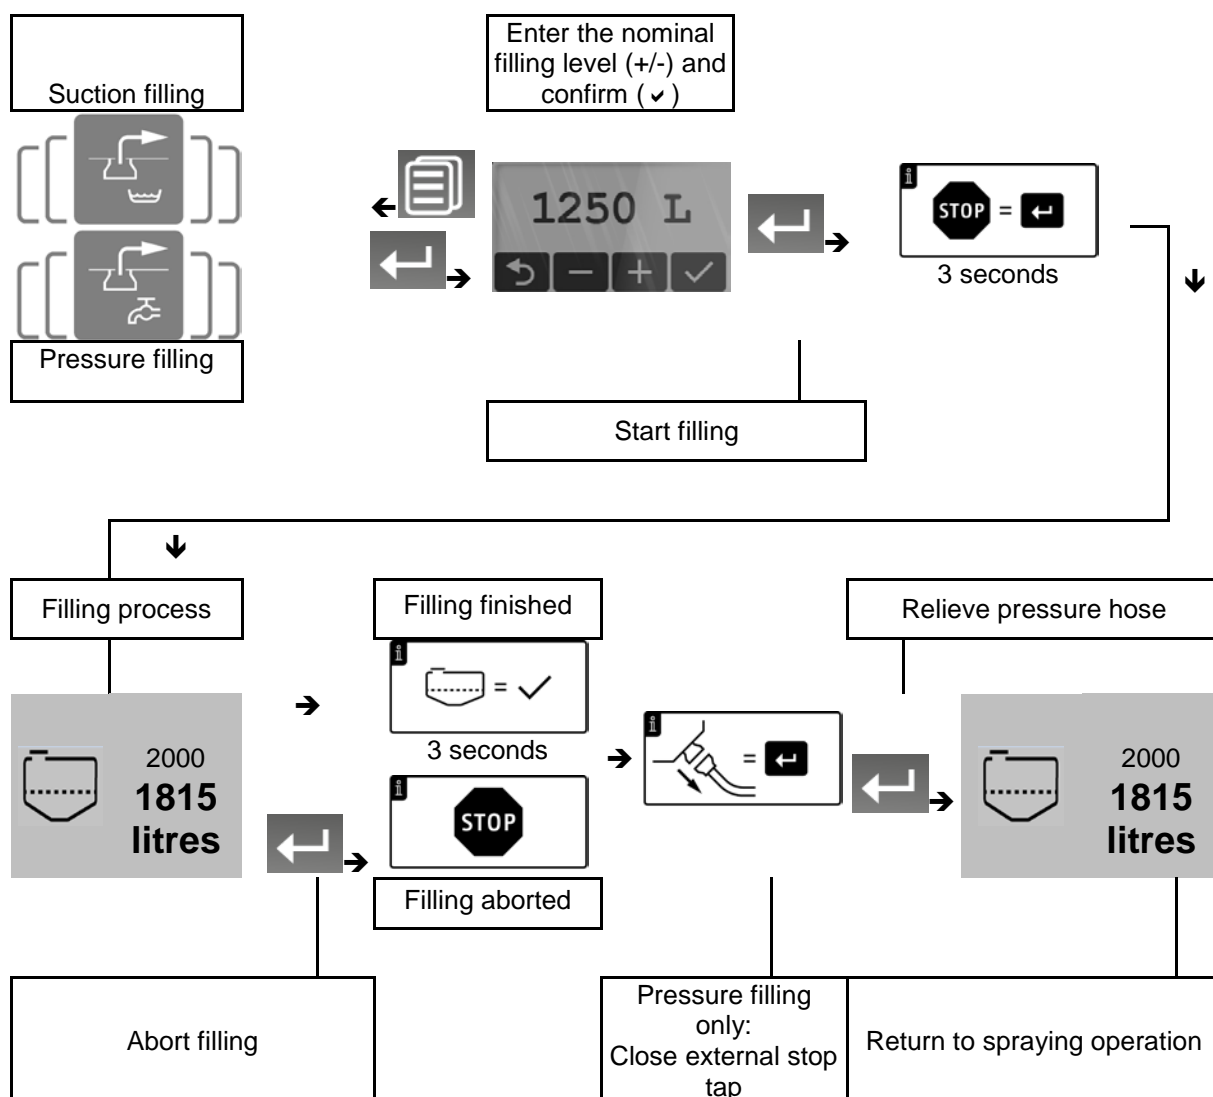 Suction filling
Enter the nominal
filling level (+/-) and
confirm (✓)
1250 L
STOP =
3 seconds
Pressure filling
Start filling
Filling process
Filling finished
Relieve pressure hose
=
3 seconds
2000
1815
litres
STOP
Filling aborted
=
2000
1815
litres
Abort filling
Pressure filling
only:
Close external stop
tap
Return to spraying operation